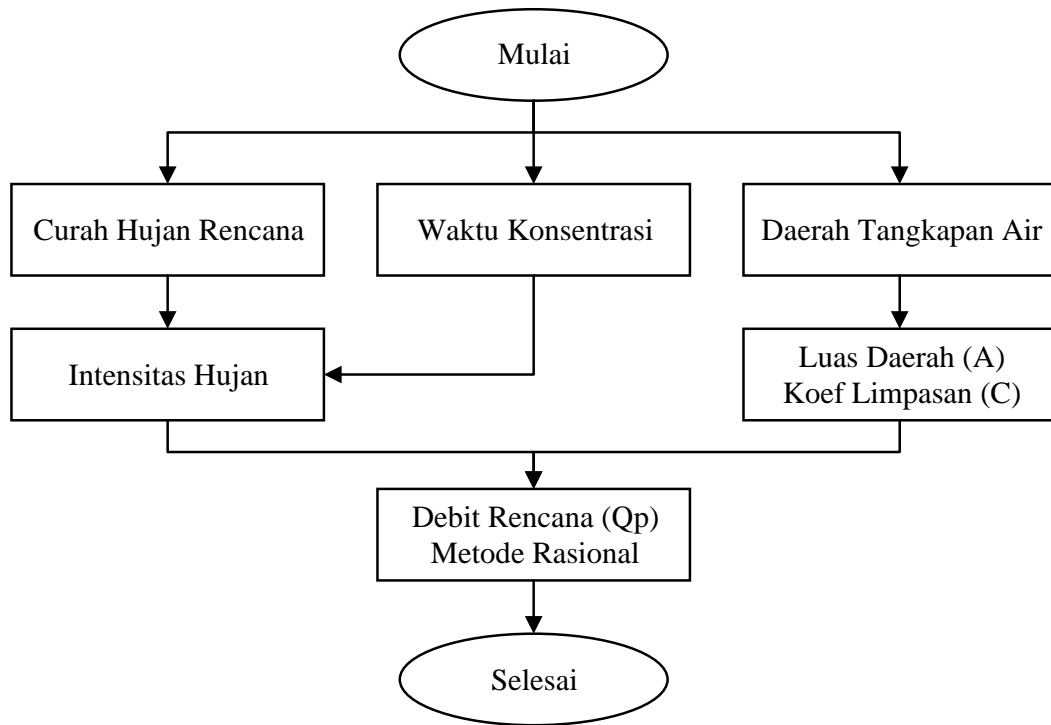 Mulai
Curah Hujan Rencana
Waktu Konsentrasi
Daerah Tangkapan Air
Intensitas Hujan
Luas Daerah (A)
Koef Limpasan (C)
Debit Rencana (Qp)
Metode Rasional
Selesai